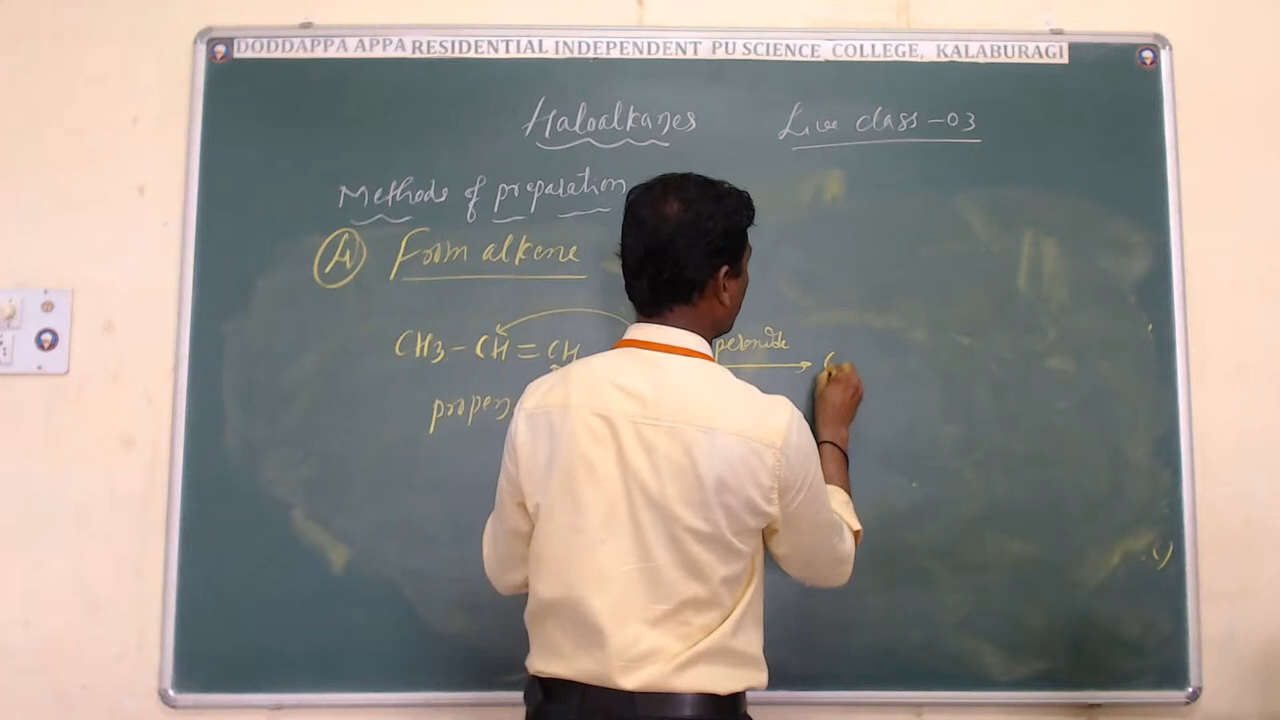 DODDAPPA APPA RESIDENTIAL INDEPENDENT PU SCIENCE COLLEGE, KALABURAGI
Haloalkanes Live class -03
Methods of preparation
A From alkene
CH3 - CH = CH peroxide
propen